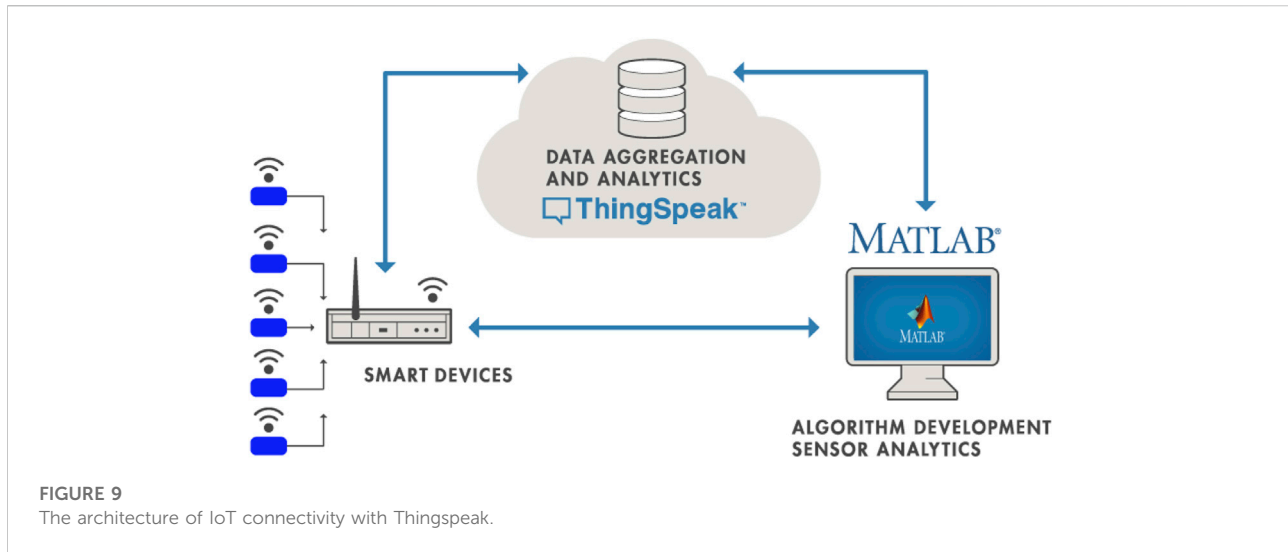 DATA AGGREGATION
AND ANALYTICS
ThingSpeak™
MATLAB®
MATLAB®
SMART DEVICES
ALGORITHM DEVELOPMENT
SENSOR ANALYTICS
FIGURE 9
The architecture of IoT connectivity with Thingspeak.